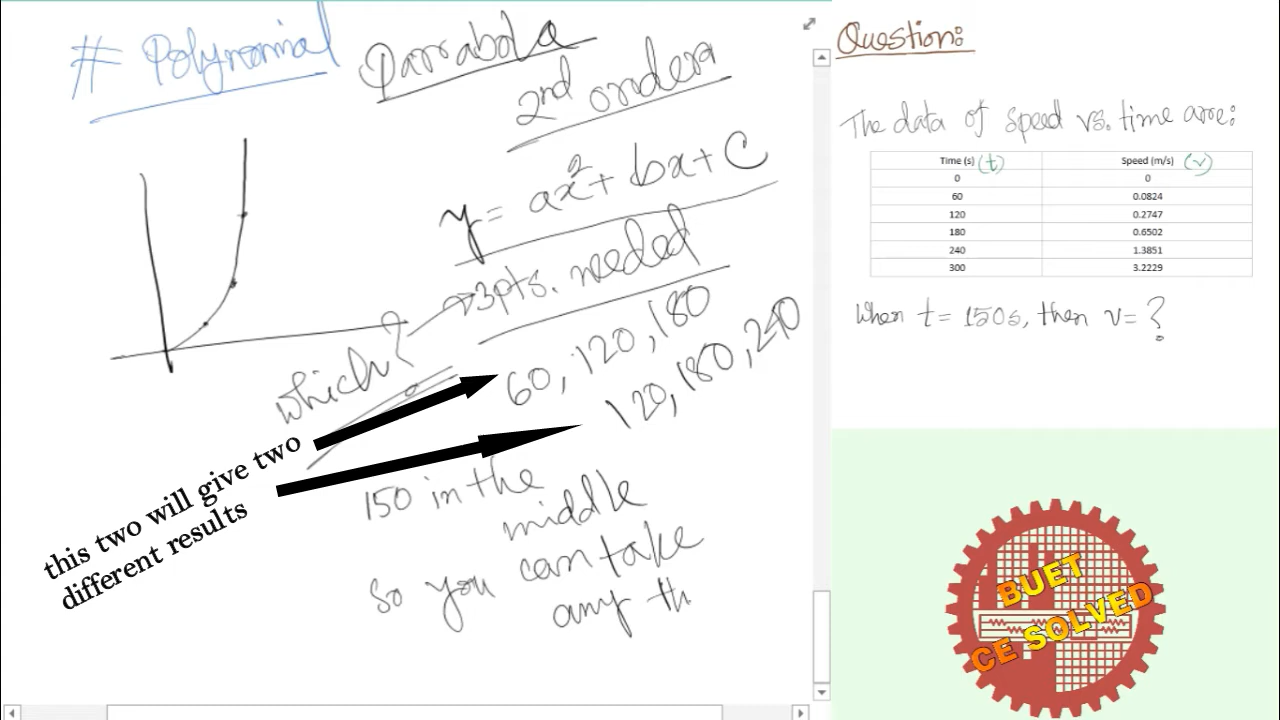 # Polynomial Parrabola
2nd order
y = ax² + bx + C
→ 3pts. needed
which?
60, 120, 180
120, 180, 240
this two will give two
different results
150 in the
middle
so you can take
any th
Question:
The data of speed vs. time are:
Time (s) (t) Speed (m/s) (v)
0 0
60 0.0824
120 0.2747
180 0.6502
240 1.3851
300 3.2229
When t = 150s, then v = ?
BUET
CE SOLVED